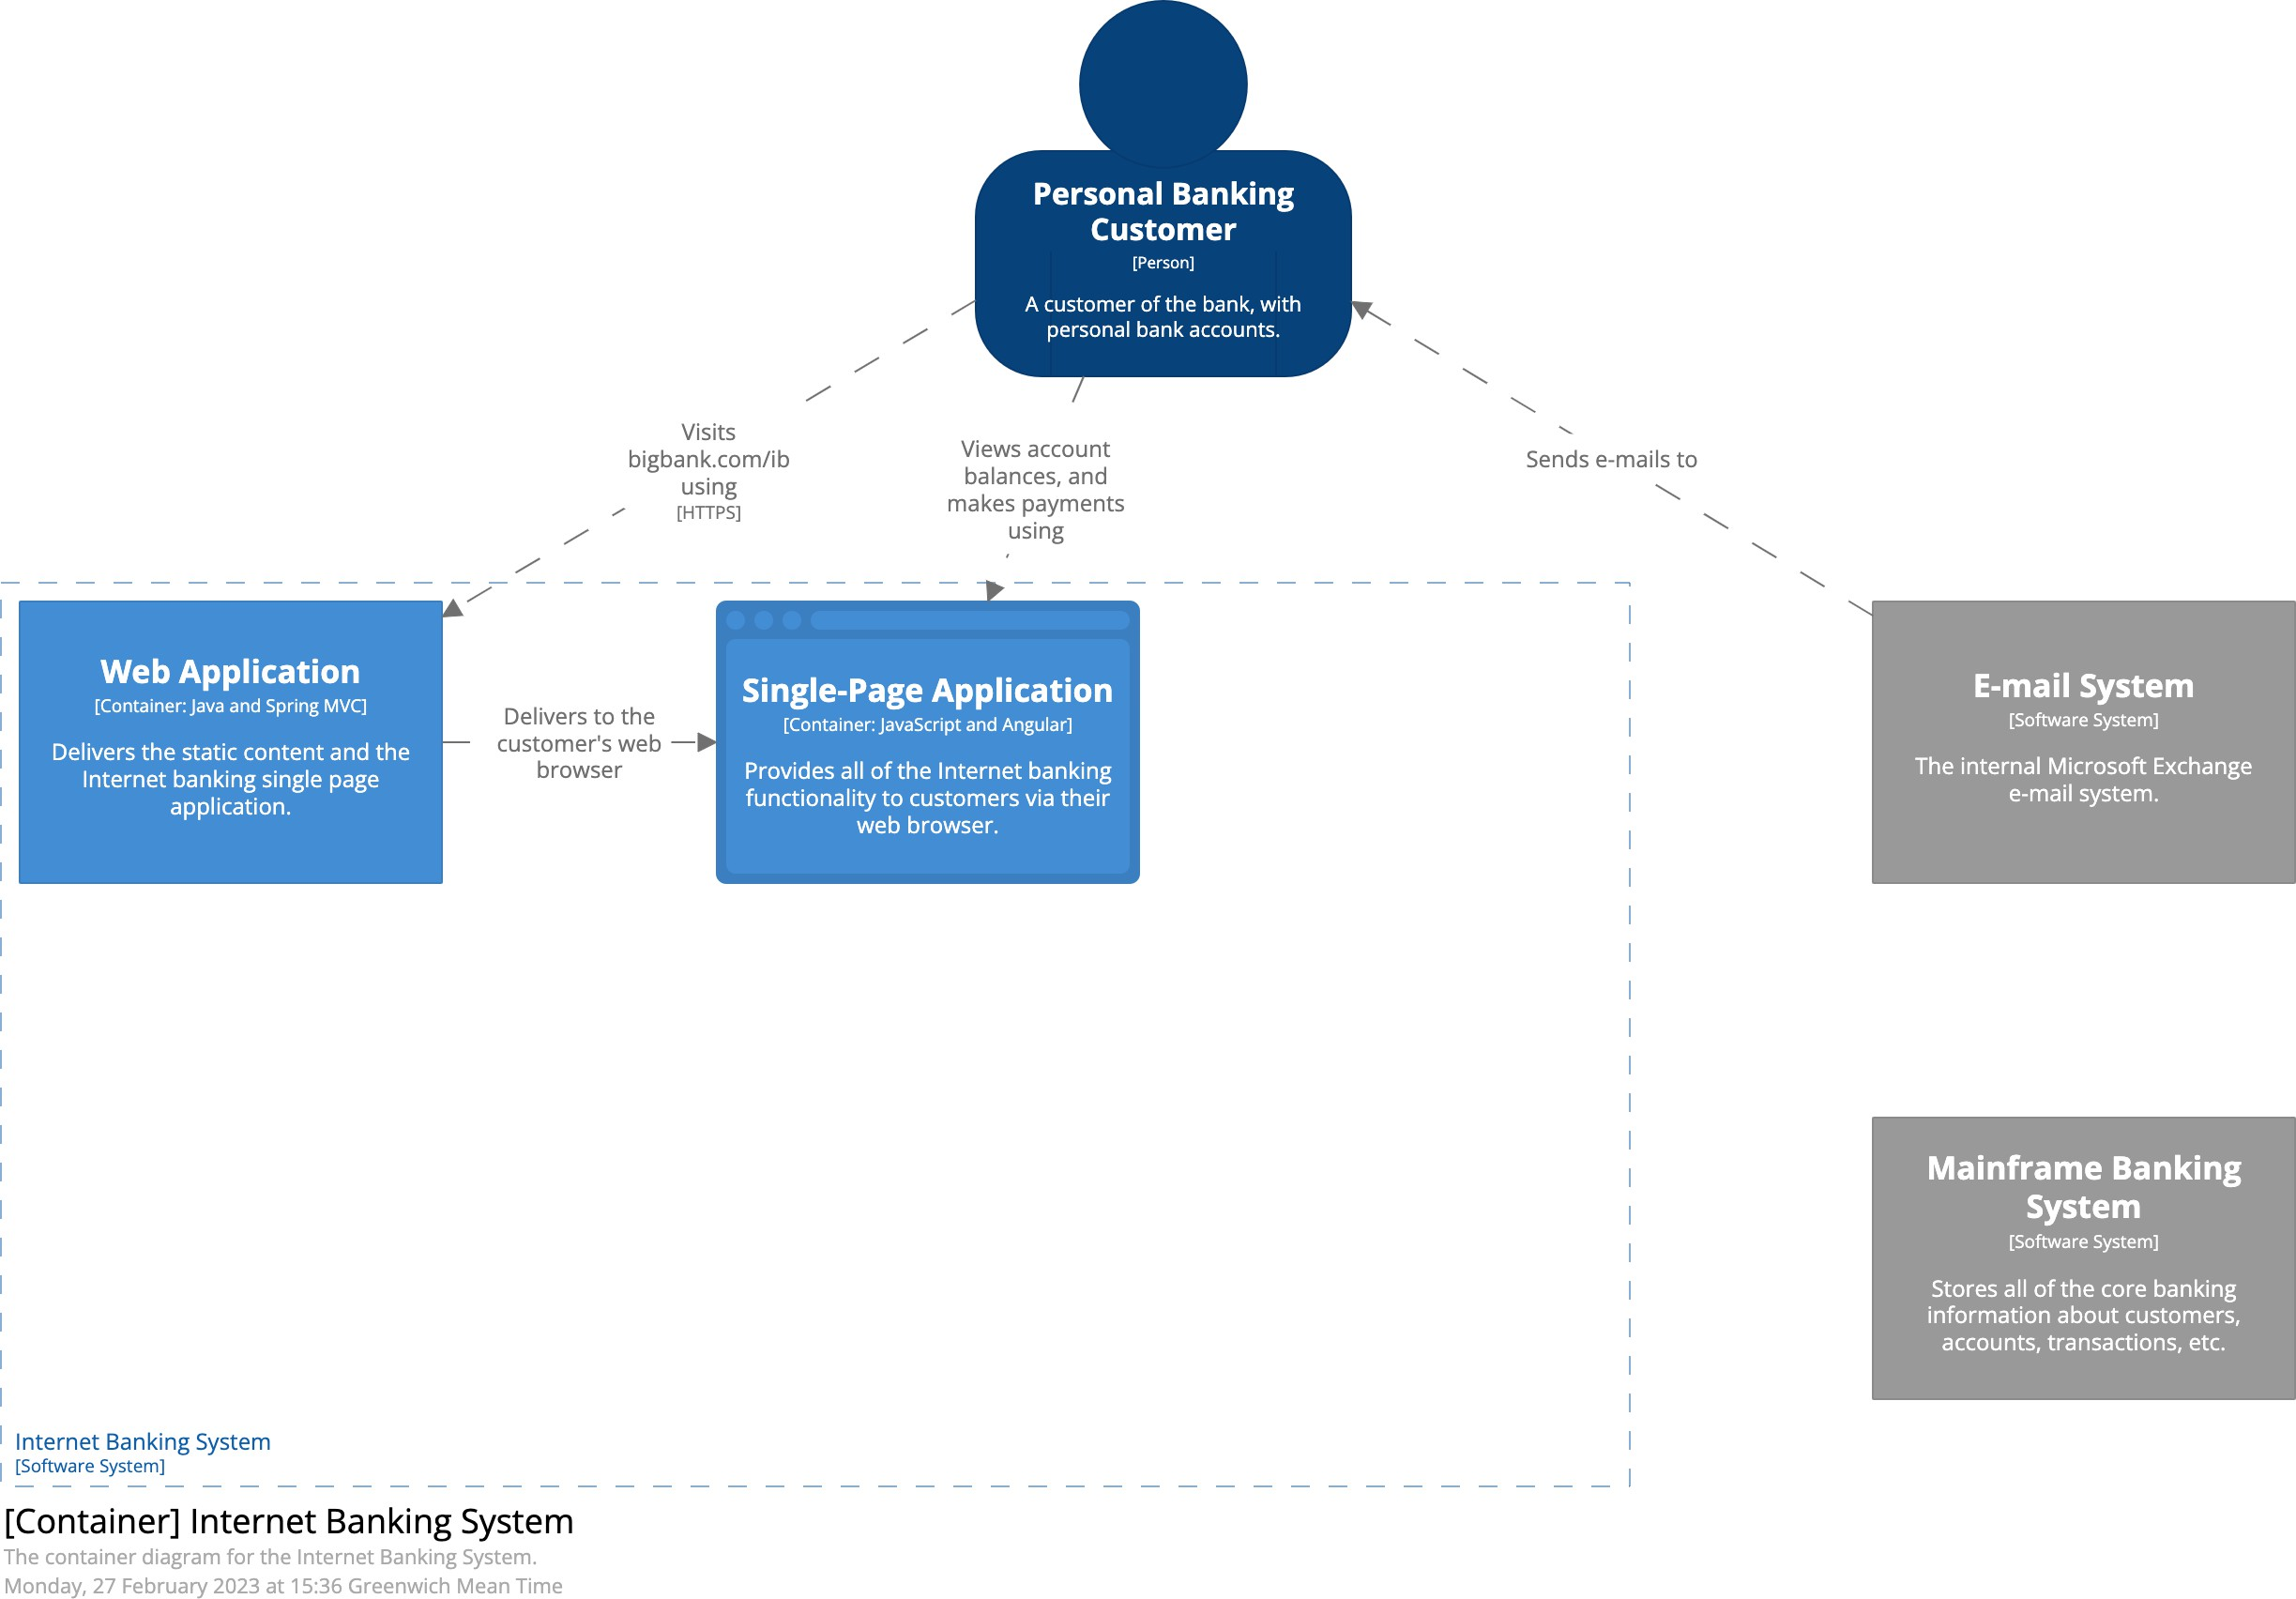 Personal Banking
Customer
[Person]
A customer of the bank, with
personal bank accounts.
Visits
bigbank.com/ib
using
[HTTPS]
Views account
balances, and
makes payments
using
Sends e-mails to
Web Application
[Container: Java and Spring MVC]
Delivers the static content and the
Internet banking single page
application.
Delivers to the
customer's web
browser
Single-Page Application
[Container: JavaScript and Angular]
Provides all of the Internet banking
functionality to customers via their
web browser.
E-mail System
[Software System]
The internal Microsoft Exchange
e-mail system.
Mainframe Banking
System
[Software System]
Stores all of the core banking
information about customers,
accounts, transactions, etc.
Internet Banking System
[Software System]
[Container] Internet Banking System
The container diagram for the Internet Banking System.
Monday, 27 February 2023 at 15:36 Greenwich Mean Time